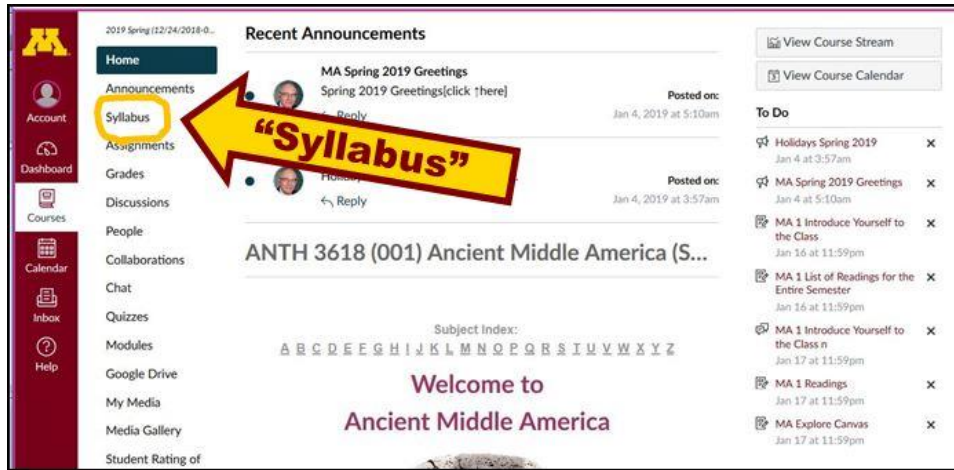 M
Account
Dashboard
Courses
Calendar
Inbox
Help
2019 Spring (12/24/2018-0...
Home
Announcements
Syllabus
Assignments
Grades
Discussions
People
Collaborations
Chat
Quizzes
Modules
Google Drive
My Media
Media Gallery
Student Rating of
Recent Announcements
MA Spring 2019 Greetings
Spring 2019 Greetings[click ↑here]
Reply
Posted on:
Jan 4, 2019 at 5:10am
"Syllabus"
Reply
Posted on:
Jan 4, 2019 at 3:57am
ANTH 3618 (001) Ancient Middle America (S...
Subject Index:
A B C D E F G H I J K L M N O P Q R S T U V W X Y Z
Welcome to
Ancient Middle America
View Course Stream
View Course Calendar
To Do
Holidays Spring 2019
Jan 4 at 3:57am
MA Spring 2019 Greetings
Jan 4 at 5:10am
MA 1 Introduce Yourself to
the Class
Jan 16 at 11:59pm
MA 1 List of Readings for the
Entire Semester
Jan 16 at 11:59pm
MA 1 Introduce Yourself to
the Class n
Jan 17 at 11:59pm
MA 1 Readings
Jan 17 at 11:59pm
MA Explore Canvas
Jan 17 at 11:59pm